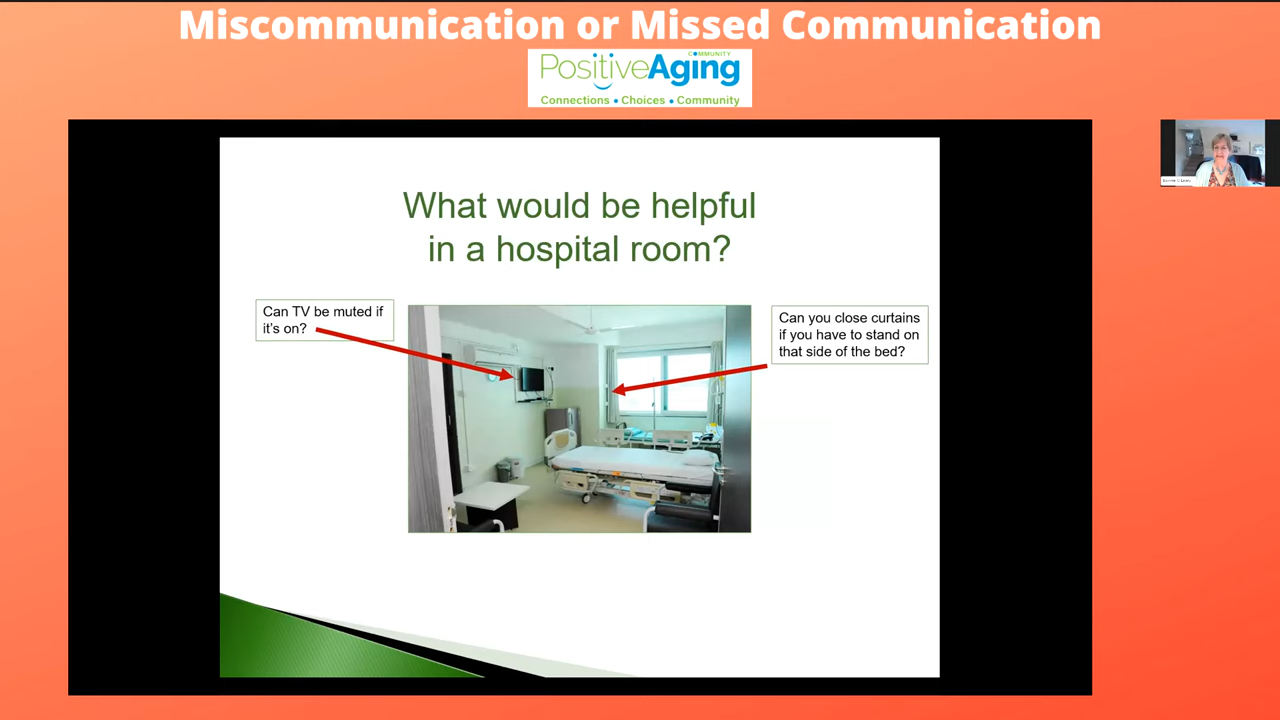 Miscommunication or Missed Communication
COMMUNITY
PositiveAging
Connections • Choices • Community
What would be helpful
in a hospital room?
Can TV be muted if
it's on?
Can you close curtains
if you have to stand on
that side of the bed?